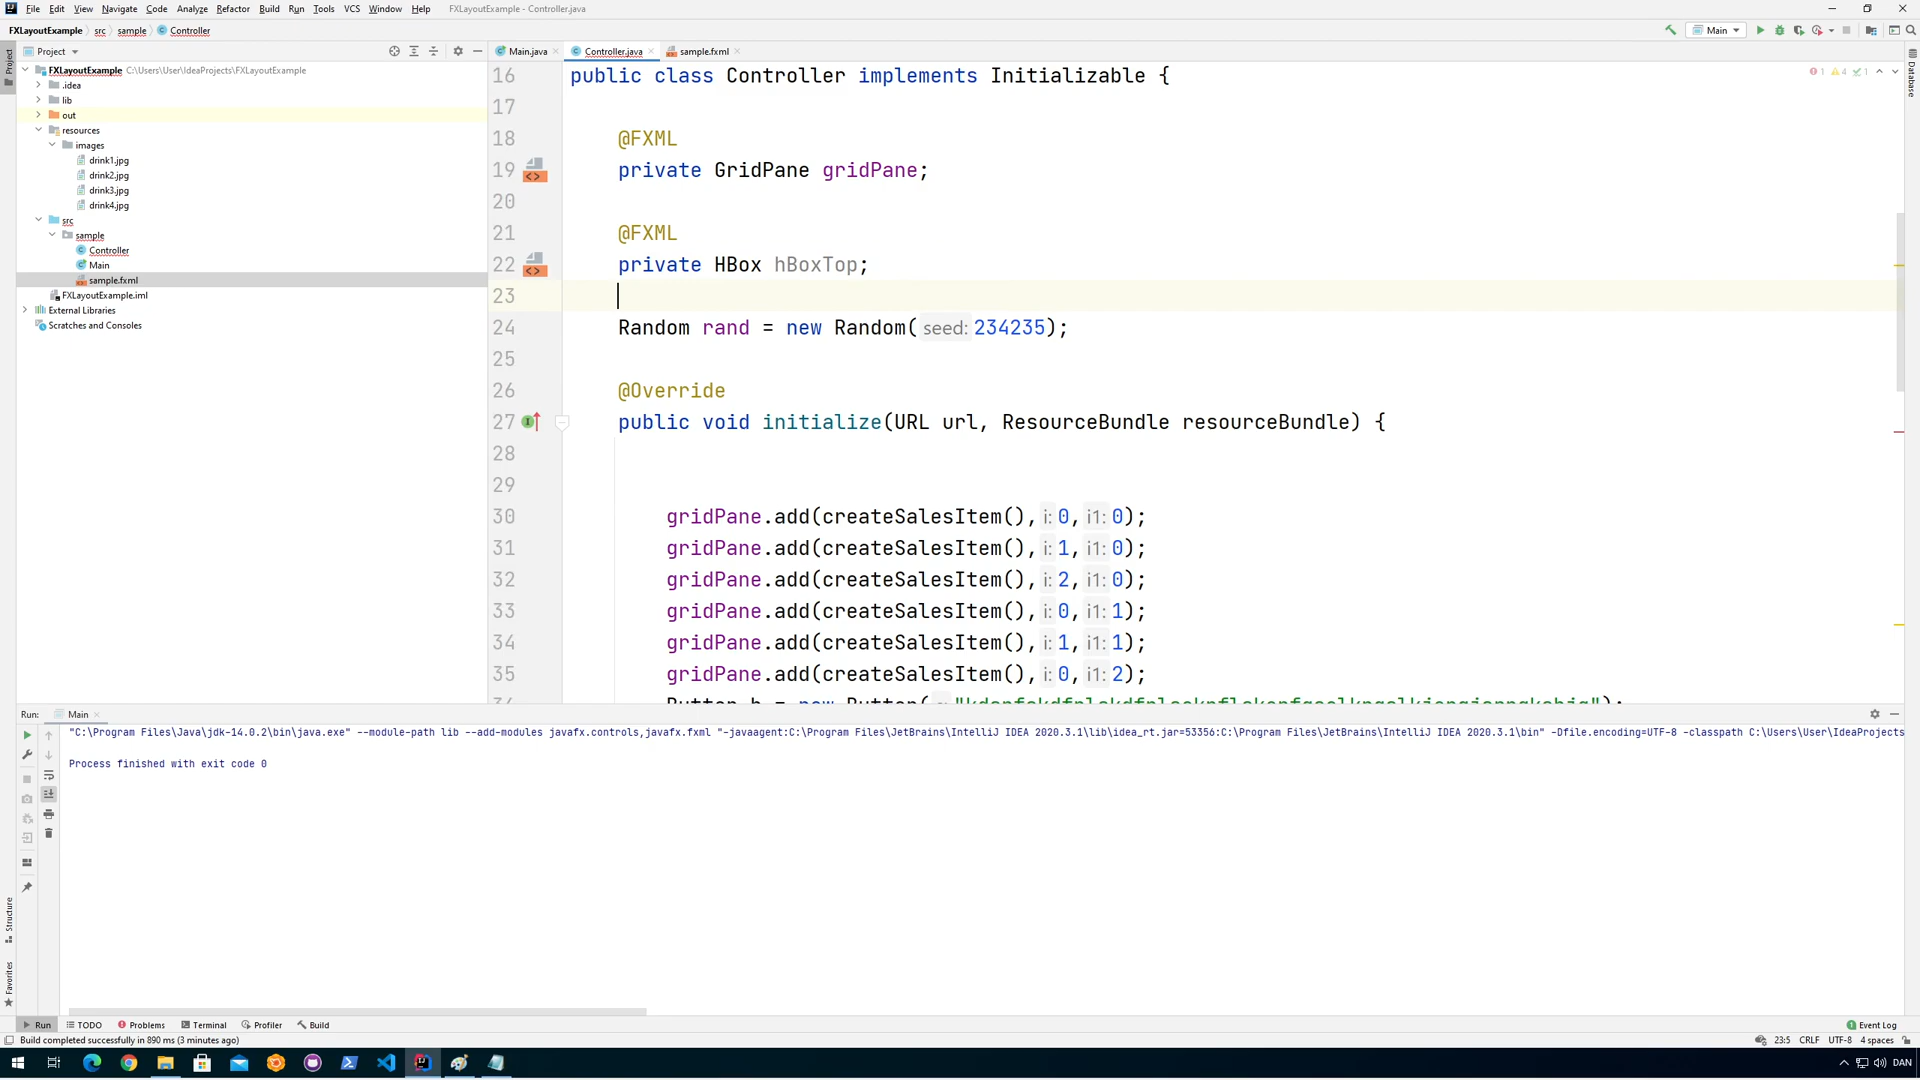 File Edit View Navigate Code Analyze Refactor Build Run Tools VCS Window Help FXLayoutExample - Controller.java
FXLayoutExample src sample Controller
Main
Project
Main.java Controller.java sample.fxml
FXLayoutExample C:\Users\User\IdeaProjects\FXLayoutExample
.idea
lib
out
resources
images
drink1.jpg
drink2.jpg
drink3.jpg
drink4.jpg
src
sample
Controller
Main
sample.fxml
FXLayoutExample.iml
External Libraries
Scratches and Consoles
Project
Structure
Favorites
Database
1 4 1
16 public class Controller implements Initializable {
17
18 @FXML
19 private GridPane gridPane;
20
21 @FXML
22 private HBox hBoxTop;
23
24 Random rand = new Random( seed: 234235);
25
26 @Override
27 public void initialize(URL url, ResourceBundle resourceBundle) {
28
29
30 gridPane.add(createSalesItem(), i: 0, i1: 0);
31 gridPane.add(createSalesItem(), i: 1, i1: 0);
32 gridPane.add(createSalesItem(), i: 2, i1: 0);
33 gridPane.add(createSalesItem(), i: 0, i1: 1);
34 gridPane.add(createSalesItem(), i: 1, i1: 1);
35 gridPane.add(createSalesItem(), i: 0, i1: 2);
Run: Main
"C:\Program Files\Java\jdk-14.0.2\bin\java.exe" --module-path lib --add-modules javafx.controls,javafx.fxml "-javaagent:C:\Program Files\JetBrains\IntelliJ IDEA 2020.3.1\lib\idea_rt.jar=53356:C:\Program Files\JetBrains\IntelliJ IDEA 2020.3.1\bin" -Dfile.encoding=UTF-8 -classpath C:\Users\User\IdeaProjects
Process finished with exit code 0
Run TODO Problems Terminal Profiler Build 1 Event Log
Build completed successfully in 890 ms (3 minutes ago) 23:5 CRLF UTF-8 4 spaces
DAN